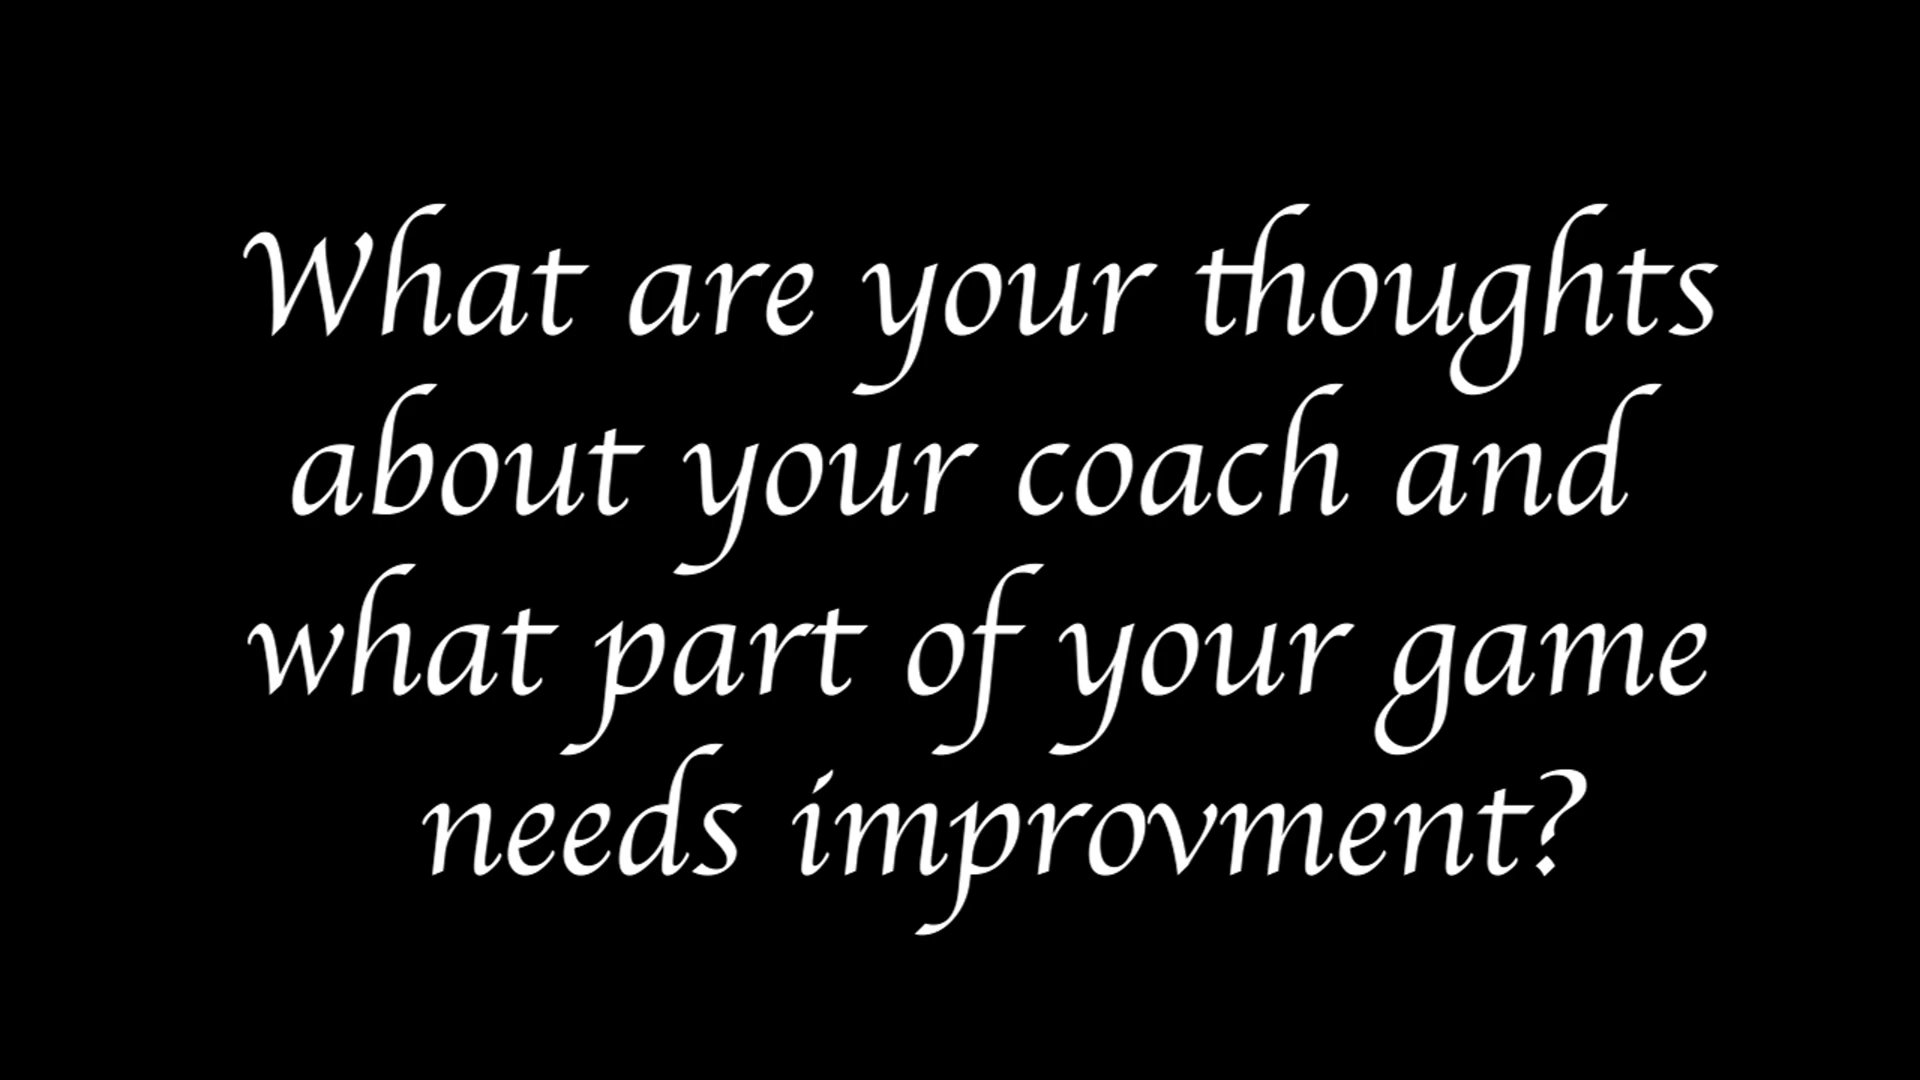 What are your thoughts
about your coach and
what part of your game
needs improvment?